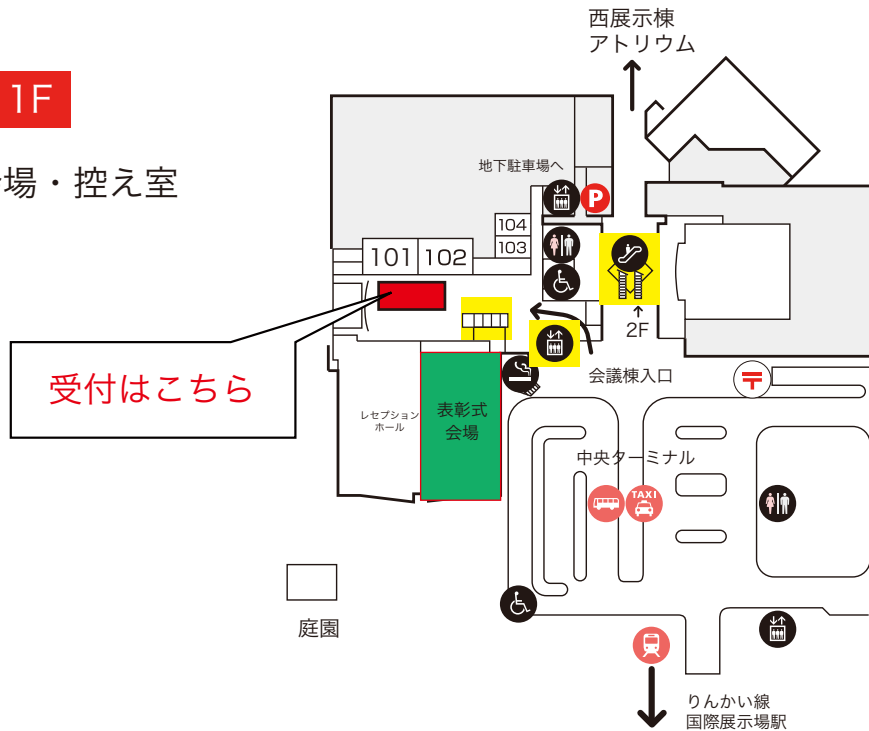 西展示棟
アトリウム
1F
地下駐車場へ
P
場・控え室
104
103
101
102
2F
受付はこちら
会議棟入口
レセプション
ホール
表彰式
会場
中央ターミナル
TAXI
庭園
りんかい線
国際展示場駅